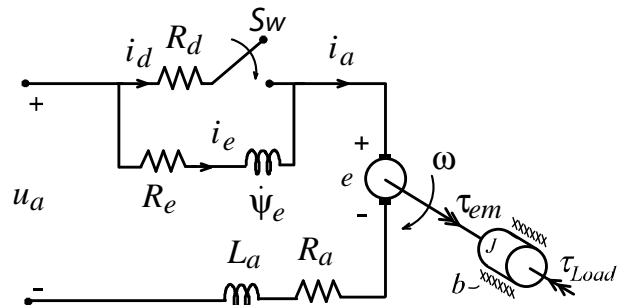 Sw
i_d R_d i_a
+
i_e
R_e ψ̇_e
+
e
-
ω
τ_em
u_a
L_a R_a
-
J
b
τ_Load